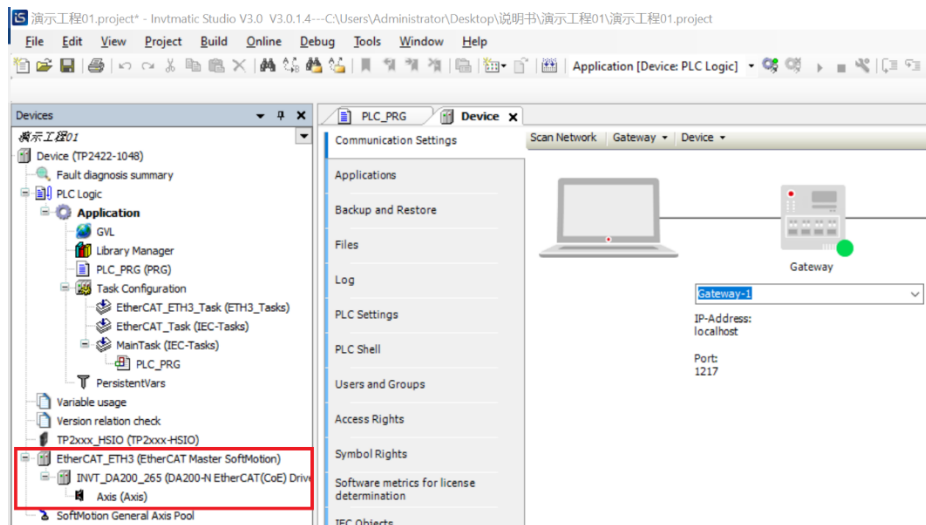 演示工程01.project* - Invtmatic Studio V3.0 V3.0.1.4---C:\Users\Administrator\Desktop\说明书\演示工程01\演示工程01.project
File Edit View Project Build Online Debug Tools Window Help
Application [Device: PLC Logic]
Devices
演示工程01
Device (TP2422-1048)
Fault diagnosis summary
PLC Logic
Application
GVL
Library Manager
PLC_PRG (PRG)
Task Configuration
EtherCAT_ETH3_Task (ETH3_Tasks)
EtherCAT_Task (IEC-Tasks)
MainTask (IEC-Tasks)
PLC_PRG
PersistentVars
Variable usage
Version relation check
TP2xxx_HSIO (TP2xxx-HSIO)
EtherCAT_ETH3 (EtherCAT Master SoftMotion)
INVT_DA200_265 (DA200-N EtherCAT(CoE) Drive
Axis (Axis)
SoftMotion General Axis Pool
PLC_PRG Device
Communication Settings
Applications
Backup and Restore
Files
Log
PLC Settings
PLC Shell
Users and Groups
Access Rights
Symbol Rights
Software metrics for license
determination
IEC Objects
Scan Network Gateway Device
Gateway
Gateway-1
IP-Address:
localhost
Port:
1217